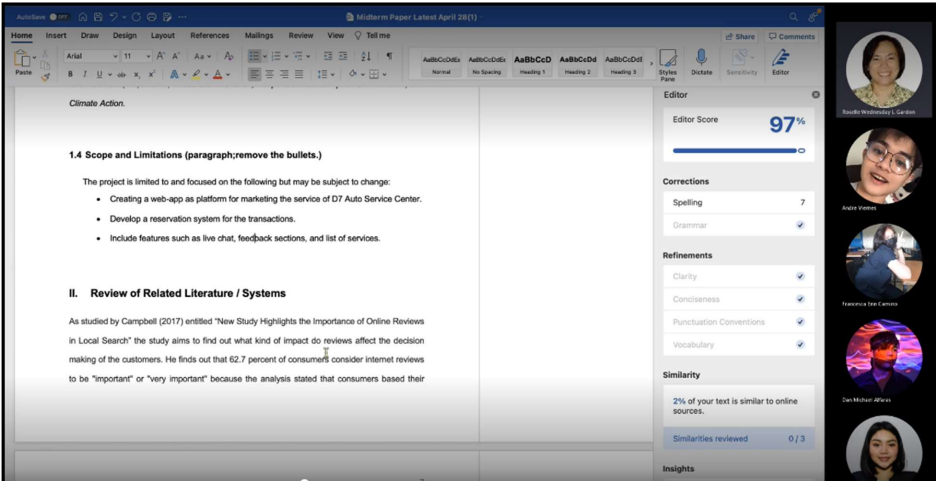 AutoSave OFF
Midterm Paper Latest April 28(1)
Home Insert Draw Design Layout References Mailings Review View Tell me
Share Comments
Paste
Arial 11
AaBbCcDdEe AaBbCcDdEe AaBbCcD AaBbCcDd AaBbCcDdEe
Normal No Spacing Heading 1 Heading 2 Heading 3
Styles Pane
Dictate
Sensitivity
Editor
Climate Action.
1.4 Scope and Limitations (paragraph;remove the bullets.)
The project is limited to and focused on the following but may be subject to change:
• Creating a web-app as platform for marketing the service of D7 Auto Service Center.
• Develop a reservation system for the transactions.
• Include features such as live chat, feedback sections, and list of services.
II. Review of Related Literature / Systems
As studied by Campbell (2017) entitled "New Study Highlights the Importance of Online Reviews
in Local Search" the study aims to find out what kind of impact do reviews affect the decision
making of the customers. He finds out that 62.7 percent of consumers consider internet reviews
to be "important" or "very important" because the analysis stated that consumers based their
Editor
Editor Score 97%
Corrections
Spelling 7
Grammar
Refinements
Clarity
Conciseness
Punctuation Conventions
Vocabulary
Similarity
2% of your text is similar to online
sources.
Similarities reviewed 0 / 3
Insights
Roselle Wednesday L. Gardon
Andre Viernes
Francesca Erin Camino
Dan Michael Alfaras